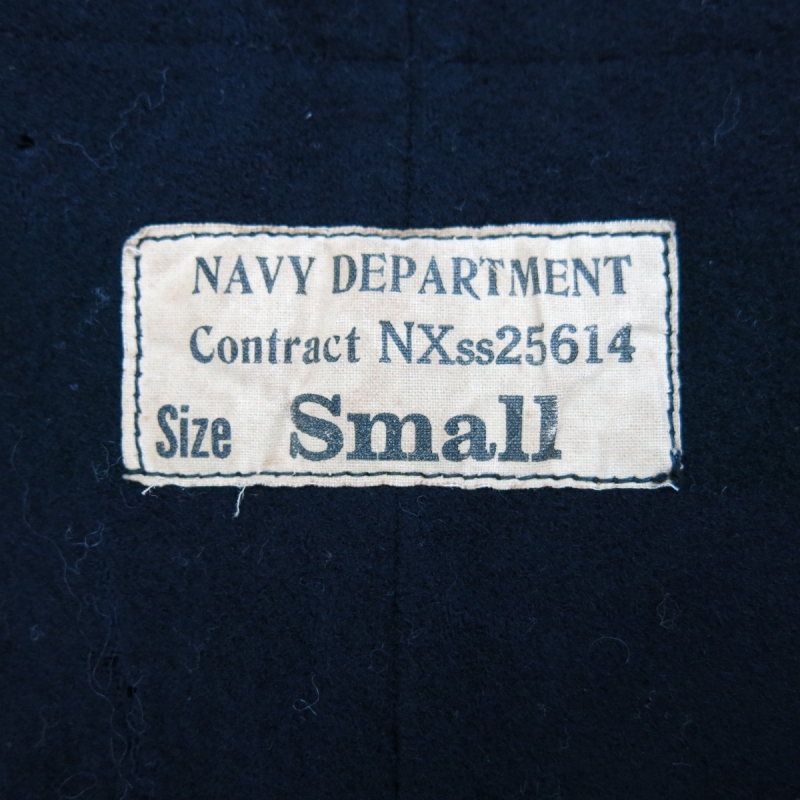 NAVY DEPARTMENT
Contract NXss25614
Size Small